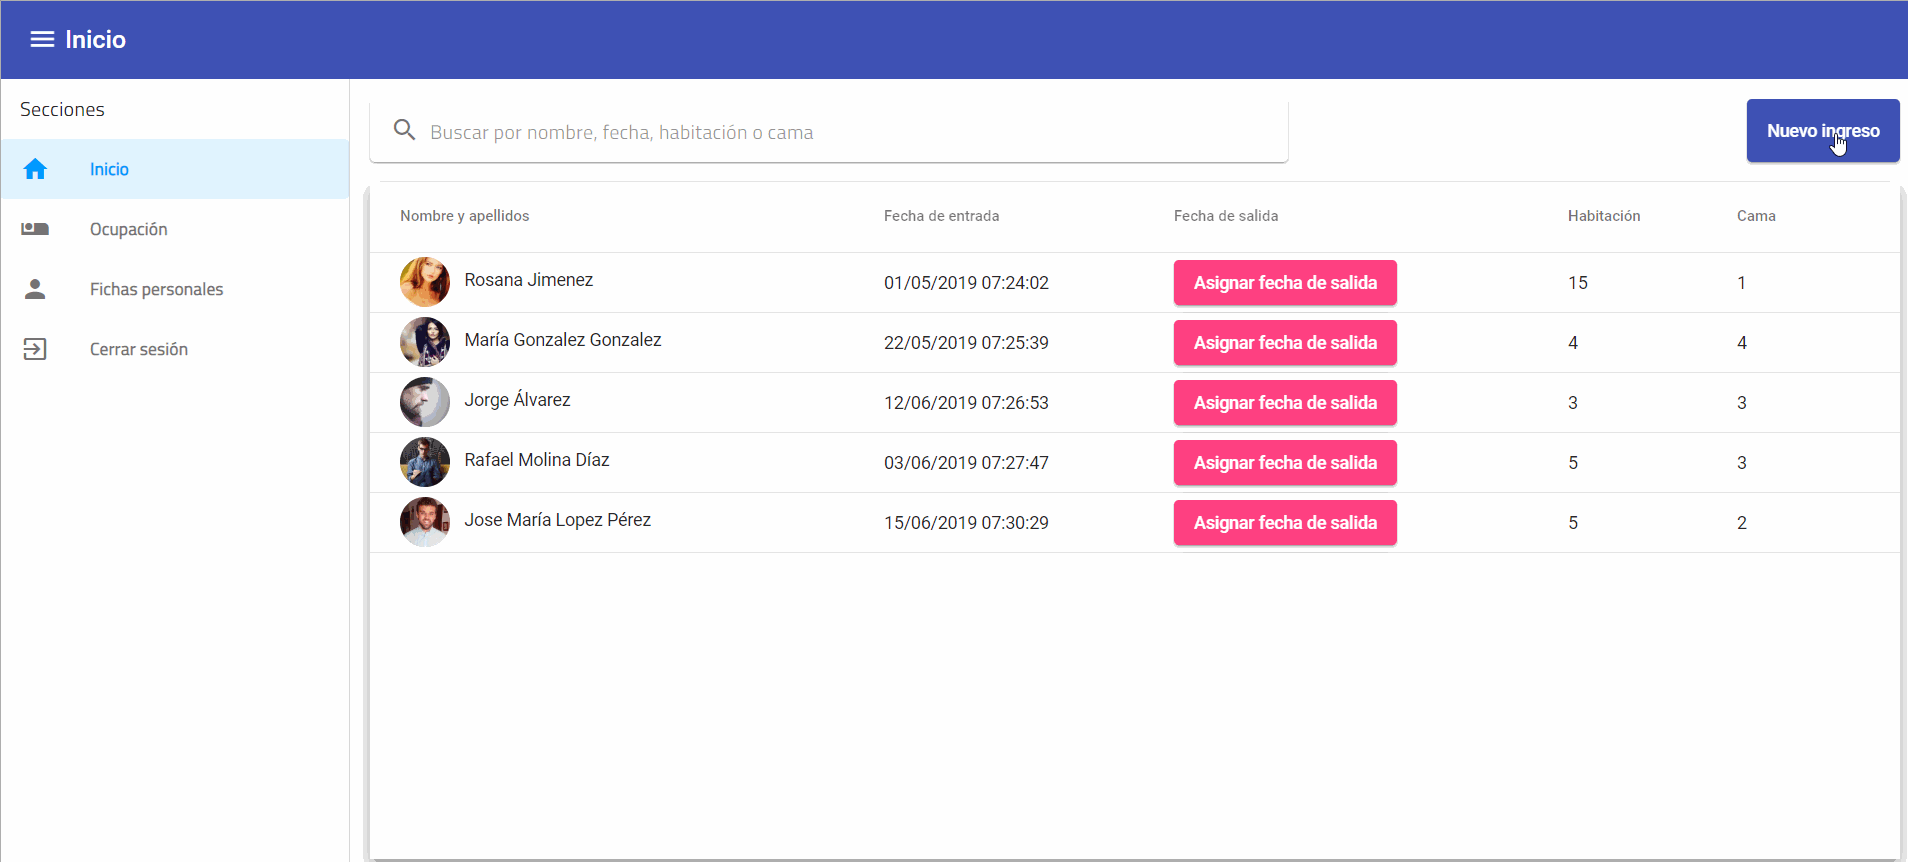 Inicio
Secciones
Inicio
Ocupación
Fichas personales
Cerrar sesión
Buscar por nombre, fecha, habitación o cama
Nuevo ingreso
Nombre y apellidos Fecha de entrada Fecha de salida Habitación Cama
Rosana Jimenez 01/05/2019 07:24:02 Asignar fecha de salida 15 1
María Gonzalez Gonzalez 22/05/2019 07:25:39 Asignar fecha de salida 4 4
Jorge Álvarez 12/06/2019 07:26:53 Asignar fecha de salida 3 3
Rafael Molina Díaz 03/06/2019 07:27:47 Asignar fecha de salida 5 3
Jose María Lopez Pérez 15/06/2019 07:30:29 Asignar fecha de salida 5 2